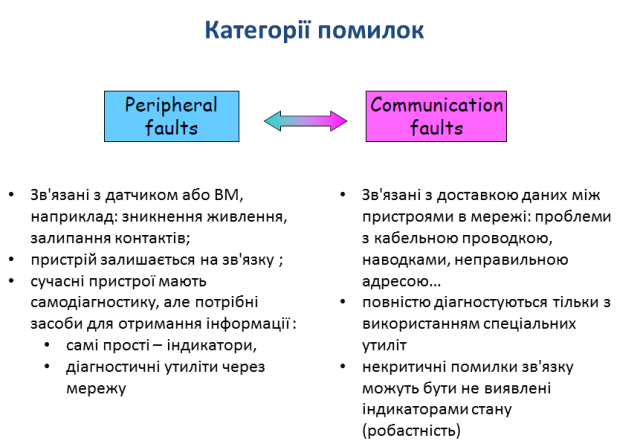 Категорії помилок
Peripheral
faults
Communication
faults
• Зв'язані з датчиком або ВМ,
наприклад: зникнення живлення,
залипання контактів;
• пристрій залишається на зв'язку ;
• сучасні пристрої мають
самодіагностику, але потрібні
засоби для отримання інформації :
• самі прості – індикатори,
• діагностичні утиліти через
мережу
• Зв'язані з доставкою даних між
пристроями в мережі: проблеми
з кабельною проводкою,
наводками, неправильною
адресою…
• повністю діагностуються тільки з
використанням спеціальних
утиліт
• некритичні помилки зв'язку
можуть бути не виявлені
індикаторами стану
(робастність)